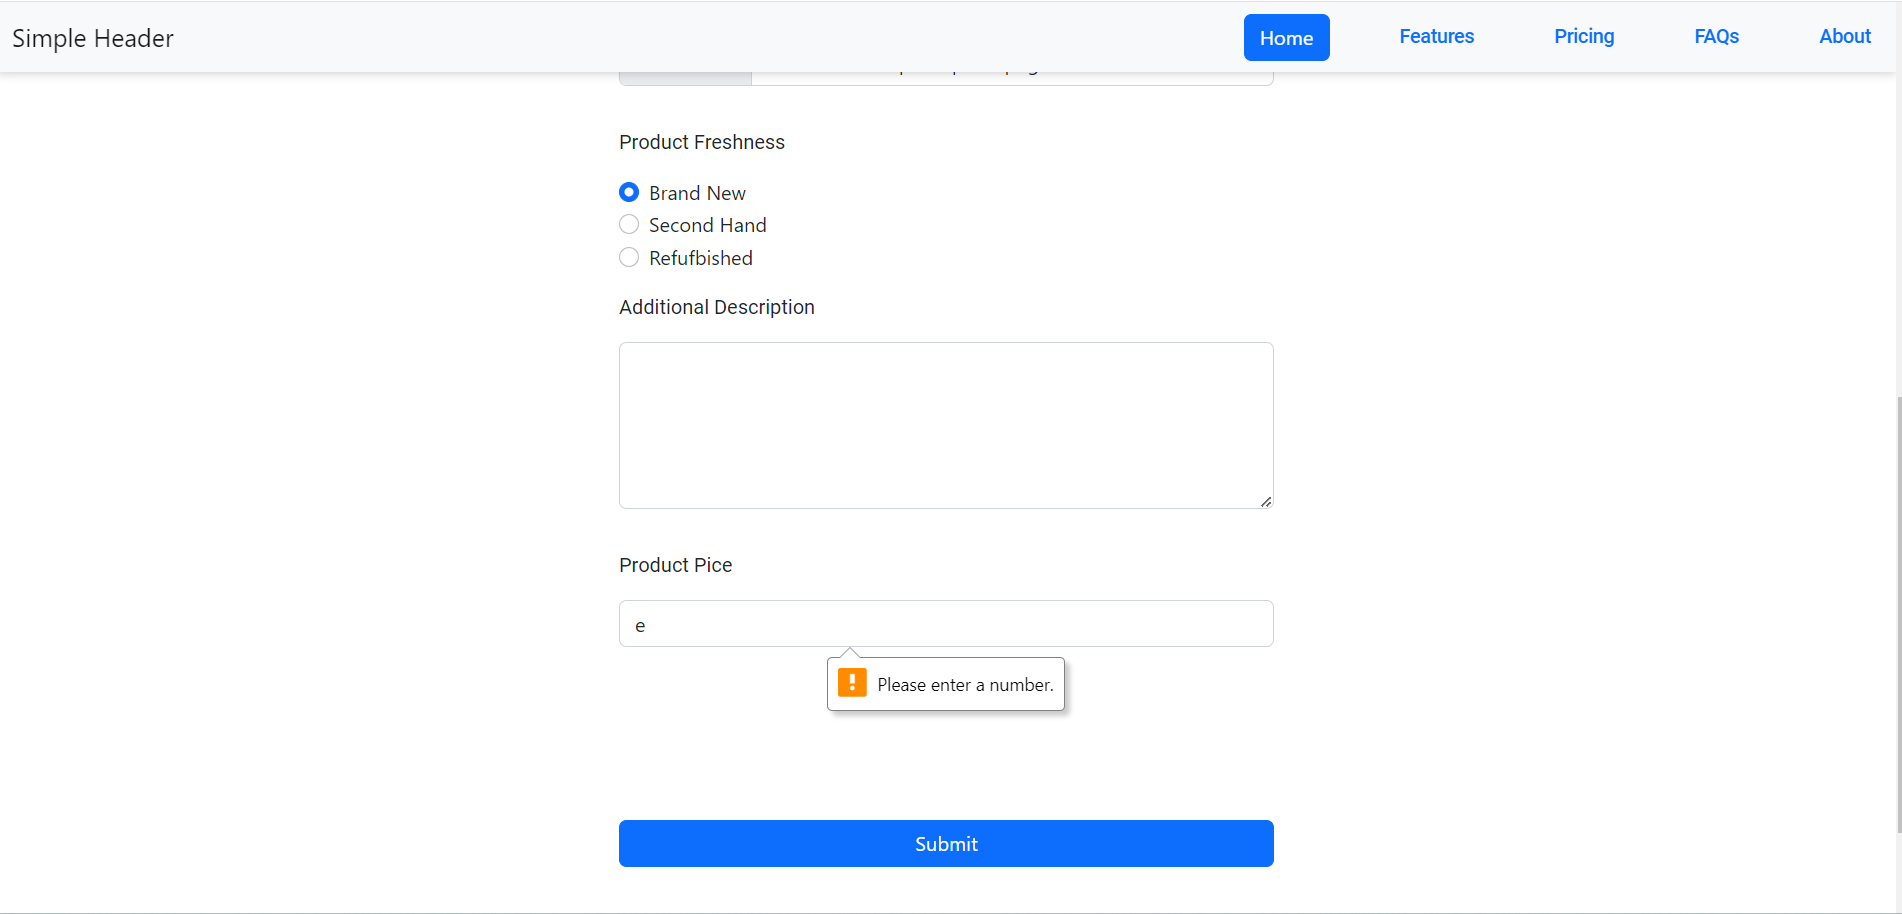 Simple Header
Home
Features
Pricing
FAQs
About
Product Freshness
Brand New
Second Hand
Refufbished
Additional Description
Product Pice
e
Please enter a number.
Submit